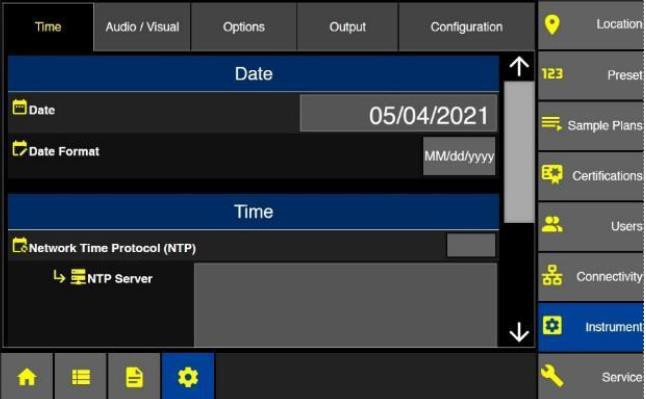 Time
Audio / Visual
Options
Output
Configuration
Location
Date
123 Preset
Date
05/04/2021
Sample Plans
Date Format
MM/dd/yyyy
Certifications
Time
Users
Network Time Protocol (NTP)
NTP Server
Connectivity
Instrument
Service